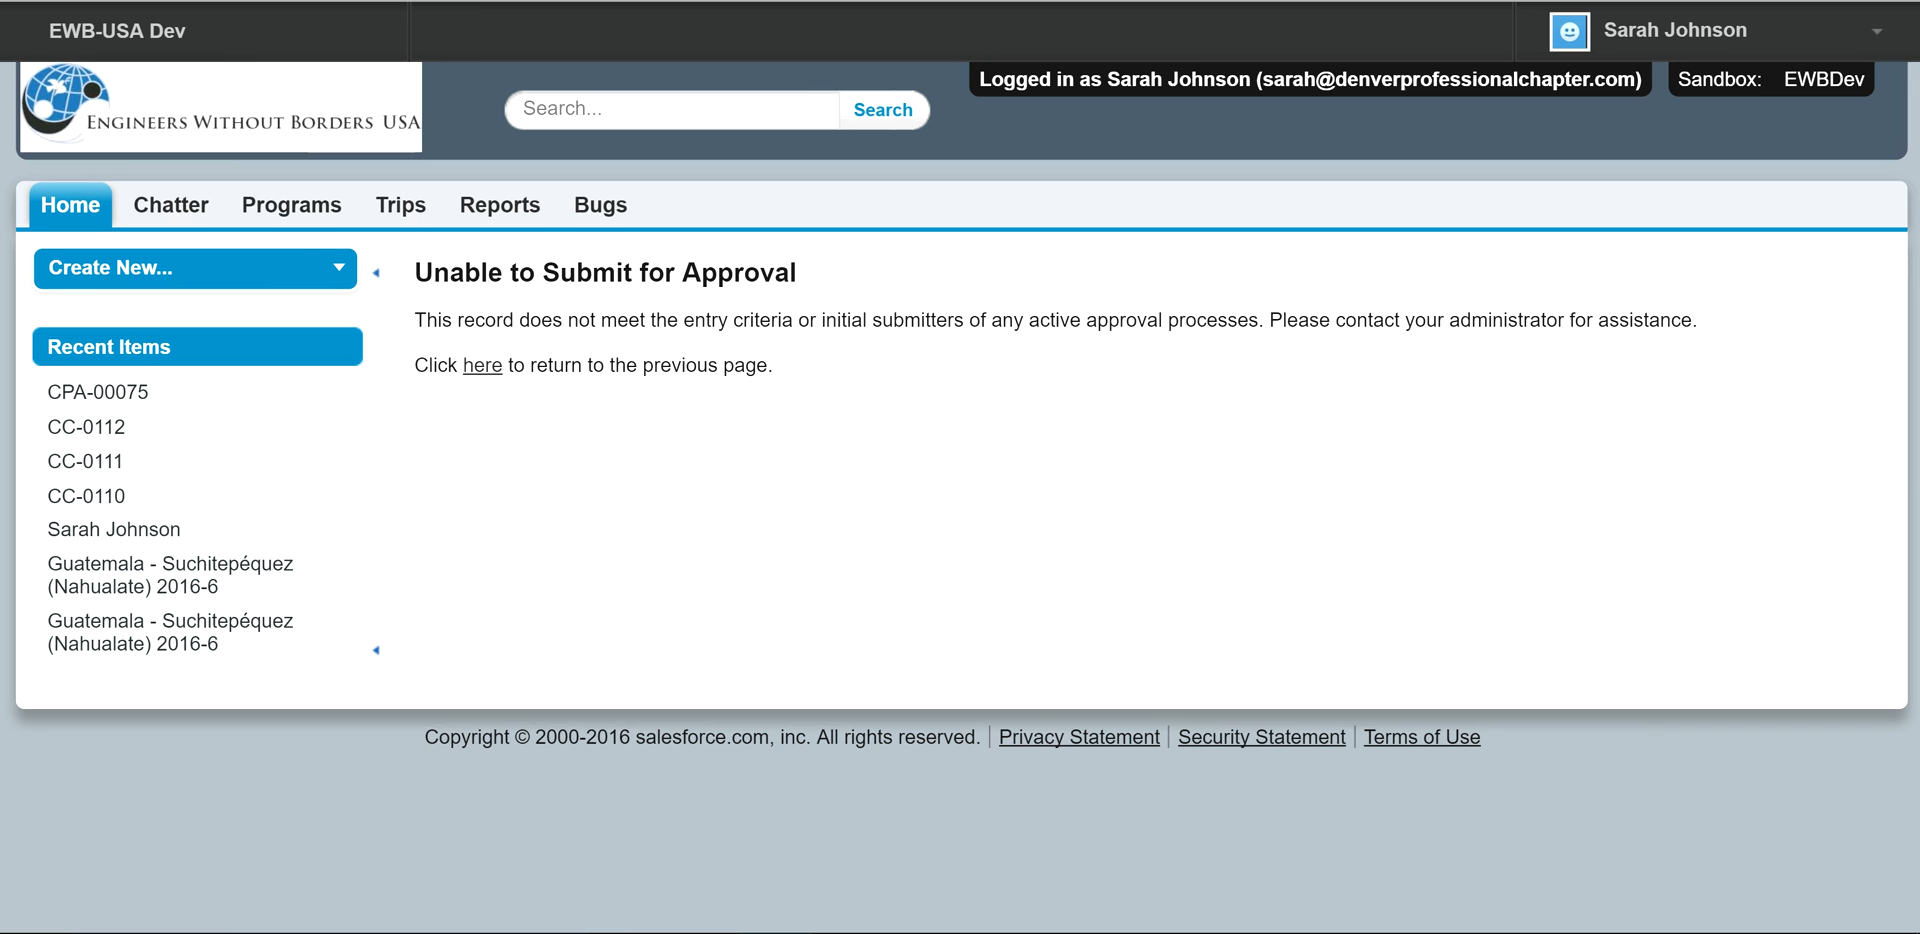 EWB-USA Dev
Sarah Johnson
Logged in as Sarah Johnson (sarah@denverprofessionalchapter.com)
Sandbox: EWBDev
ENGINEERS WITHOUT BORDERS USA
Search...
Search
Home Chatter Programs Trips Reports Bugs
Create New...
Recent Items
CPA-00075
CC-0112
CC-0111
CC-0110
Sarah Johnson
Guatemala - Suchitepéquez
(Nahualate) 2016-6
Guatemala - Suchitepéquez
(Nahualate) 2016-6
Unable to Submit for Approval
This record does not meet the entry criteria or initial submitters of any active approval processes. Please contact your administrator for assistance.
Click here to return to the previous page.
Copyright © 2000-2016 salesforce.com, inc. All rights reserved. | Privacy Statement | Security Statement | Terms of Use